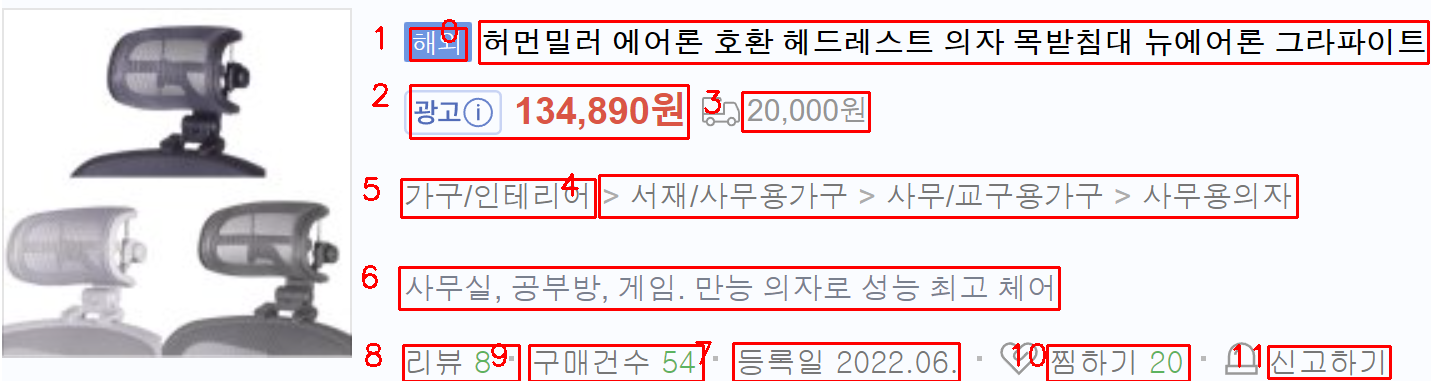 1 해외 0 허먼밀러 에어론 호환 헤드레스트 의자 목받침대 뉴에어론 그라파이트
2 광고 134,890원 3 20,000원
5 가구/인테리어 4 > 서재/사무용가구 > 사무/교구용가구 > 사무용의자
6 사무실, 공부방, 게임. 만능 의자로 성능 최고 체어
8 리뷰 8 9 · 구매건수 54 7 · 등록일 2022.06. · 10 찜하기 20 · 11 신고하기